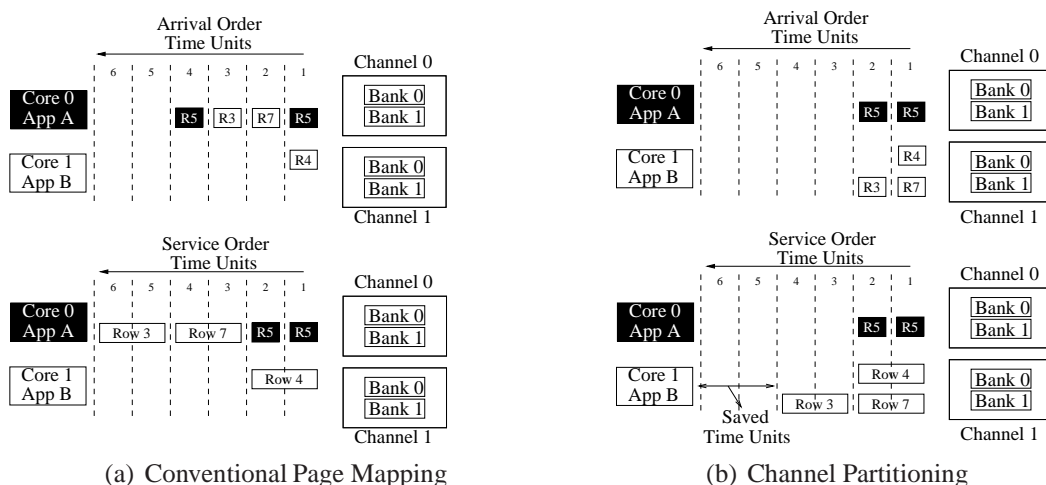 Arrival Order
Time Units
Channel 0
6 5 4 3 2 1
Core 0
App A
R5 R3 R7 R5
Bank 0
Bank 1
Core 1
App B
R4
Bank 0
Bank 1
Channel 1
Service Order
Time Units
Channel 0
6 5 4 3 2 1
Core 0
App A
Row 3 Row 7 R5 R5
Bank 0
Bank 1
Core 1
App B
Row 4
Bank 0
Bank 1
Channel 1
(a) Conventional Page Mapping
Arrival Order
Time Units
Channel 0
6 5 4 3 2 1
Core 0
App A
R5 R5
Bank 0
Bank 1
Core 1
App B
R4
R3 R7
Bank 0
Bank 1
Channel 1
Service Order
Time Units
Channel 0
6 5 4 3 2 1
Core 0
App A
R5 R5
Bank 0
Bank 1
Core 1
App B
Row 4
Row 3 Row 7
Saved
Time Units
Bank 0
Bank 1
Channel 1
(b) Channel Partitioning